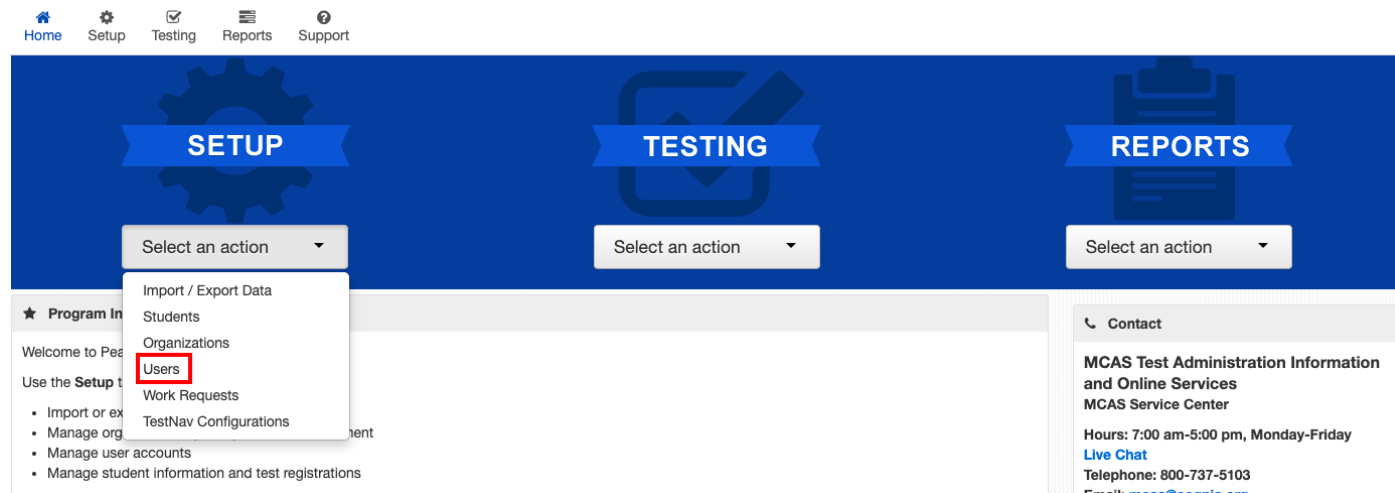 Home Setup Testing Reports Support
SETUP TESTING REPORTS
Select an action Select an action Select an action
Import / Export Data
Students
Organizations
Users
Work Requests
TestNav Configurations
Program In
Welcome to Pea
Use the Setup t
• Import or ex
• Manage org
• Manage user accounts
• Manage student information and test registrations
Contact
MCAS Test Administration Information
and Online Services
MCAS Service Center
Hours: 7:00 am-5:00 pm, Monday-Friday
Live Chat
Telephone: 800-737-5103